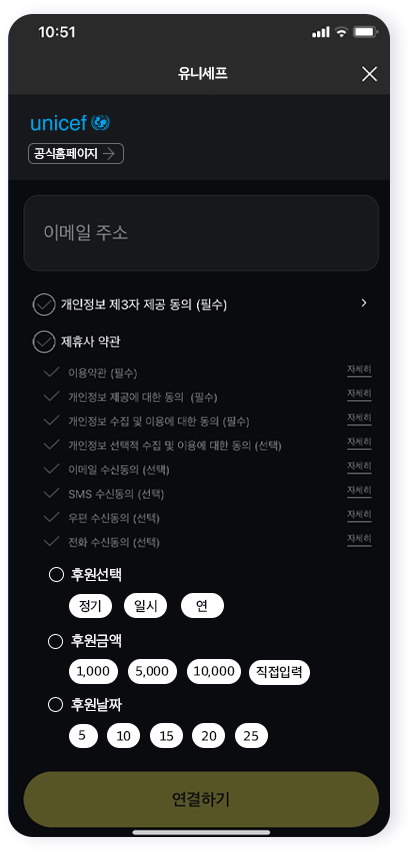 10:51
유니세프
unicef
공식홈페이지
이메일 주소
개인정보 제3자 제공 동의 (필수)
제휴사 약관
이용약관 (필수) 자세히
개인정보 제공에 대한 동의 (필수) 자세히
개인정보 수집 및 이용에 대한 동의 (필수) 자세히
개인정보 선택적 수집 및 이용에 대한 동의 (선택) 자세히
이메일 수신동의 (선택) 자세히
SMS 수신동의 (선택) 자세히
우편 수신동의 (선택) 자세히
전화 수신동의 (선택) 자세히
후원선택
정기 일시 연
후원금액
1,000 5,000 10,000 직접입력
후원날짜
5 10 15 20 25
연결하기